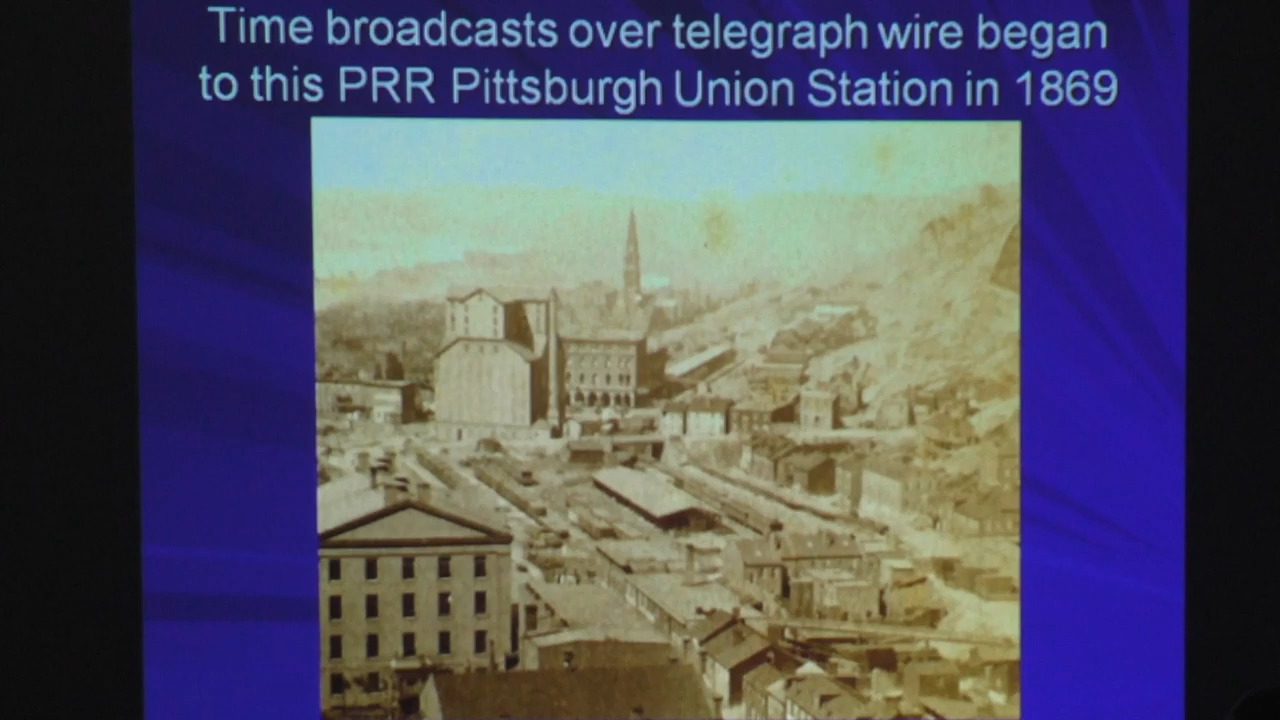 Time broadcasts over telegraph wire began
to this PRR Pittsburgh Union Station in 1869